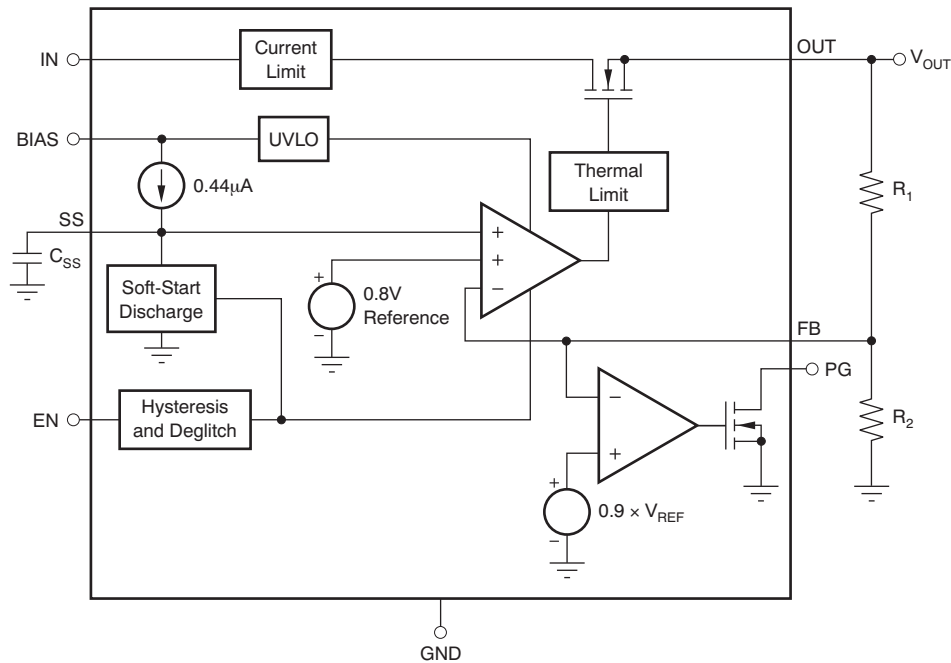 IN
Current
Limit
OUT
V_OUT
BIAS
UVLO
Thermal
Limit
0.44μA
R_1
SS
C_SS
+
+
−
Soft-Start
Discharge
+
0.8V
Reference
−
FB
PG
EN
Hysteresis
and Deglitch
−
+
R_2
+
0.9 × V_REF
−
GND